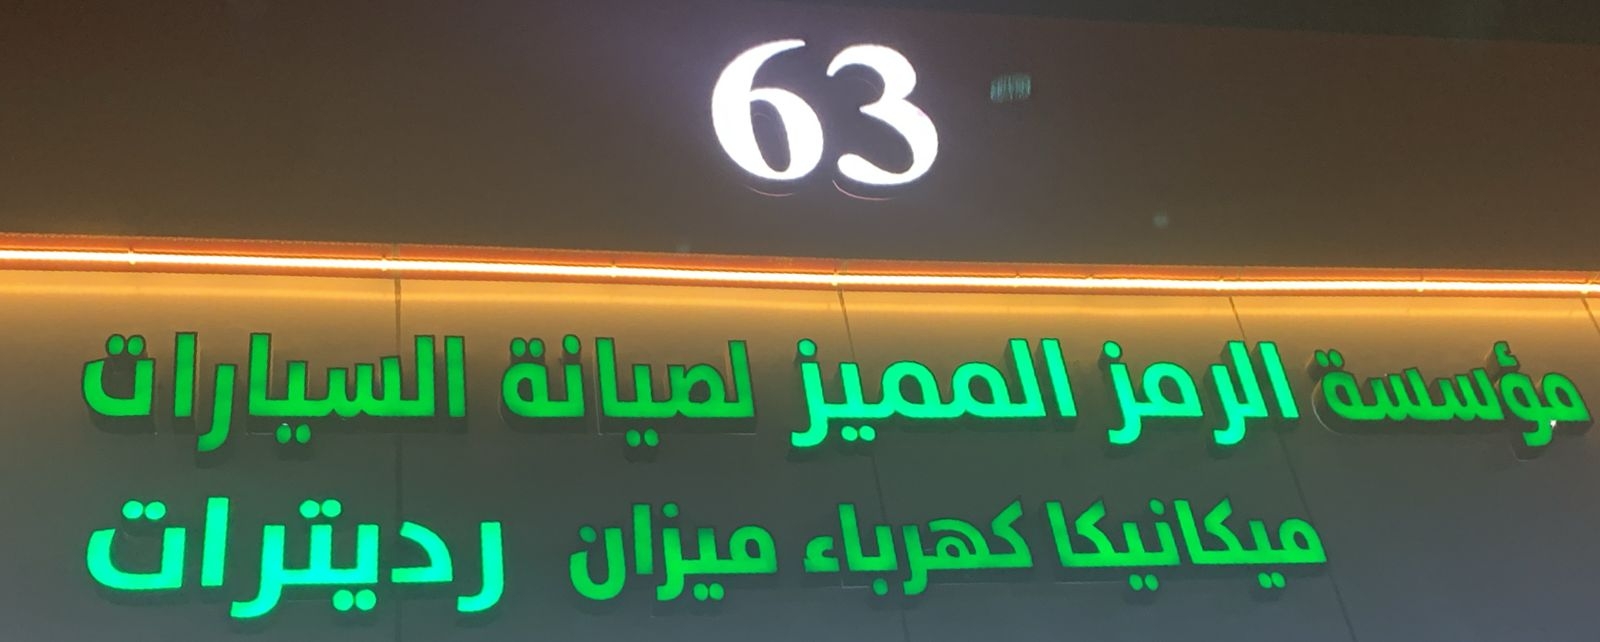 63
مؤسسة الرمز المميز لصيانة السيارات
ميكانيكا كهرباء ميزان رديترات